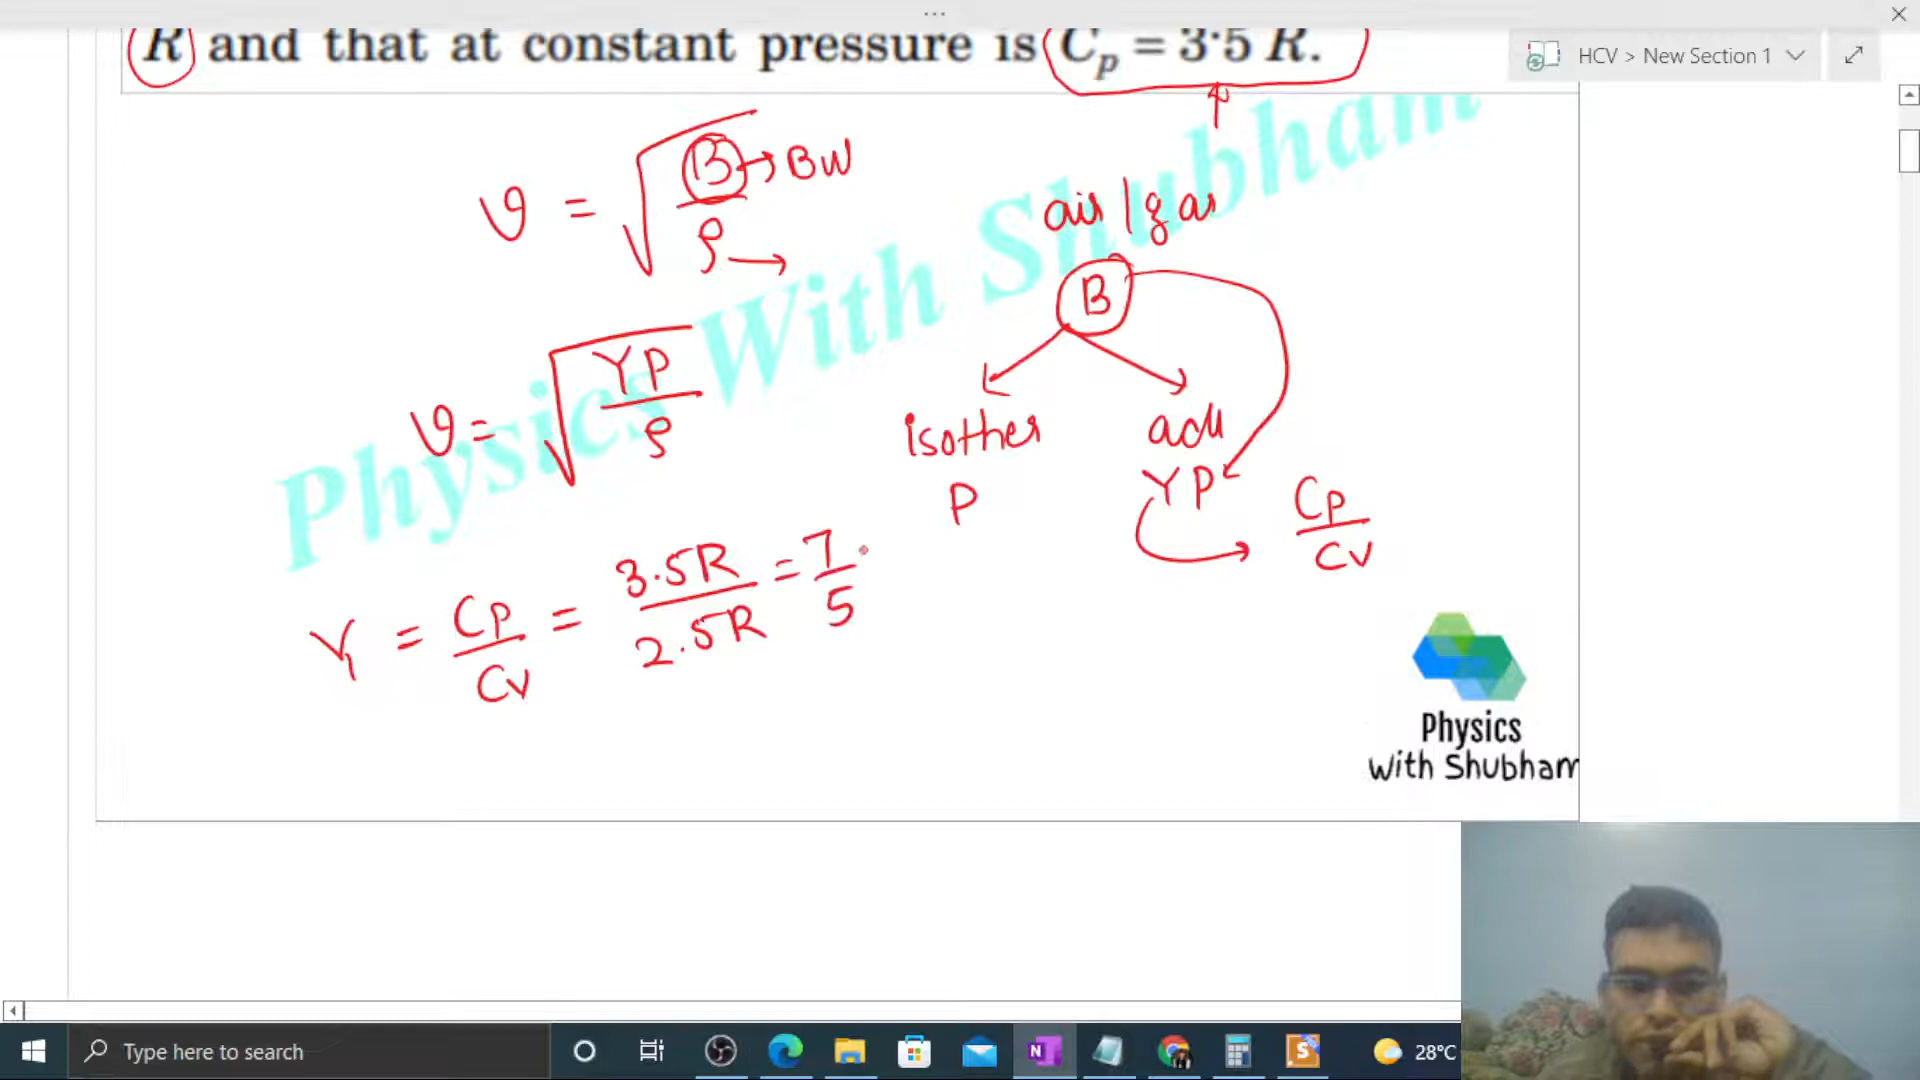 R and that at constant pressure is Cp = 3·5 R.
HCV > New Section 1
v = √(B/ρ) → BW
air / gas
B
v = √(γP/ρ)
isother
P
adi
γP
Cp/Cv
γ = Cp/Cv = 3.5R/2.5R = 7/5
Physics With Shubham
Physics
with Shubham
Type here to search
28°C